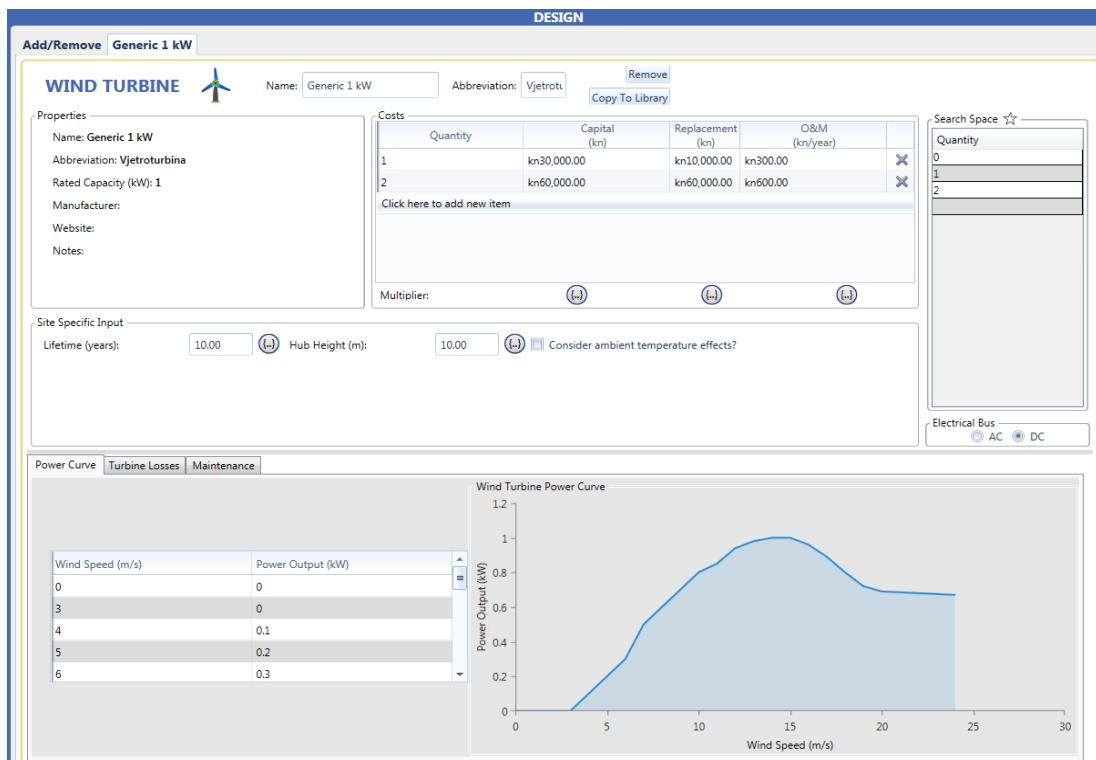 DESIGN
Add/Remove Generic 1 kW
WIND TURBINE Name: Generic 1 kW Abbreviation: Vjetrotu Remove
Copy To Library
Properties
Name: Generic 1 kW
Abbreviation: Vjetroturbina
Rated Capacity (kW): 1
Manufacturer:
Website:
Notes:
Costs
Quantity Capital (kn) Replacement (kn) O&M (kn/year)
1 kn30,000.00 kn10,000.00 kn300.00
2 kn60,000.00 kn60,000.00 kn600.00
Click here to add new item
Multiplier: {..} {..} {..}
Search Space
Quantity
0
1
2
Site Specific Input
Lifetime (years): 10.00 {..} Hub Height (m): 10.00 {..} Consider ambient temperature effects?
Electrical Bus
AC DC
Power Curve Turbine Losses Maintenance
Wind Speed (m/s) Power Output (kW)
0 0
3 0
4 0.1
5 0.2
6 0.3
Wind Turbine Power Curve
Power Output (kW)
1.2
1
0.8
0.6
0.4
0.2
0
0 5 10 15 20 25 30
Wind Speed (m/s)